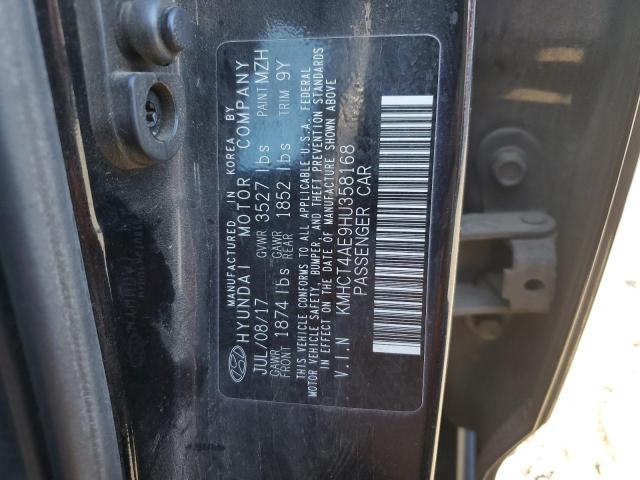 MANUFACTURED IN KOREA BY
HYUNDAI MOTOR COMPANY
JUL/08/17 GVWR 3527 lbs PAINT MZH
GAWR FRONT 1874 lbs GAWR REAR 1852 lbs TRIM 9Y
THIS VEHICLE CONFORMS TO ALL APPLICABLE U.S.A. FEDERAL
MOTOR VEHICLE SAFETY, BUMPER, AND THEFT PREVENTION STANDARDS
IN EFFECT ON THE DATE OF MANUFACTURE SHOWN ABOVE
V.I.N KMHCT4AE9HU358168
PASSENGER CAR